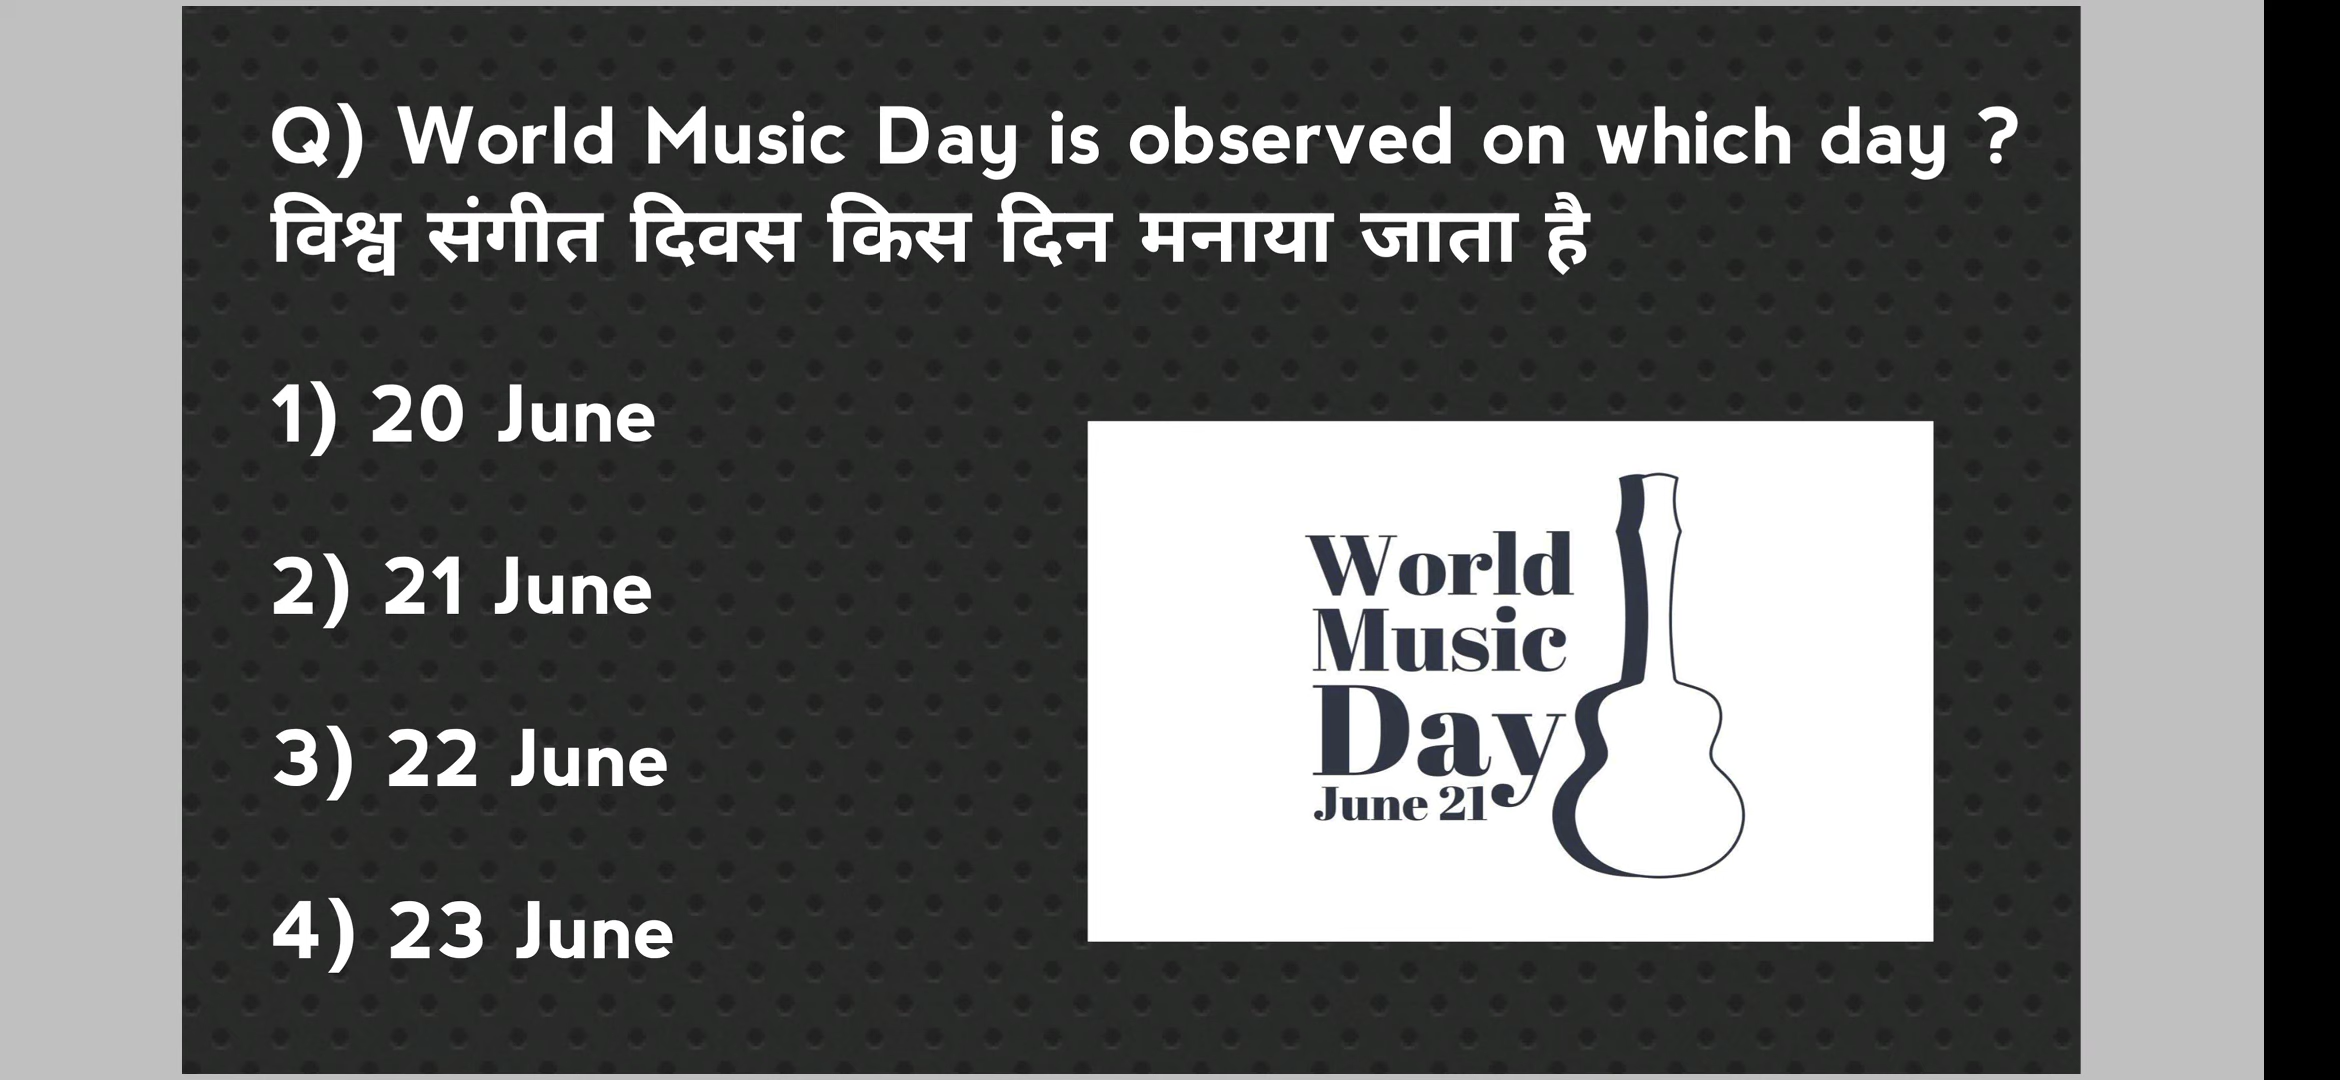 Q) World Music Day is observed on which day ?
विश्व संगीत दिवस किस दिन मनाया जाता है
1) 20 June
2) 21 June
3) 22 June
4) 23 June
World
Music
Day
June 21